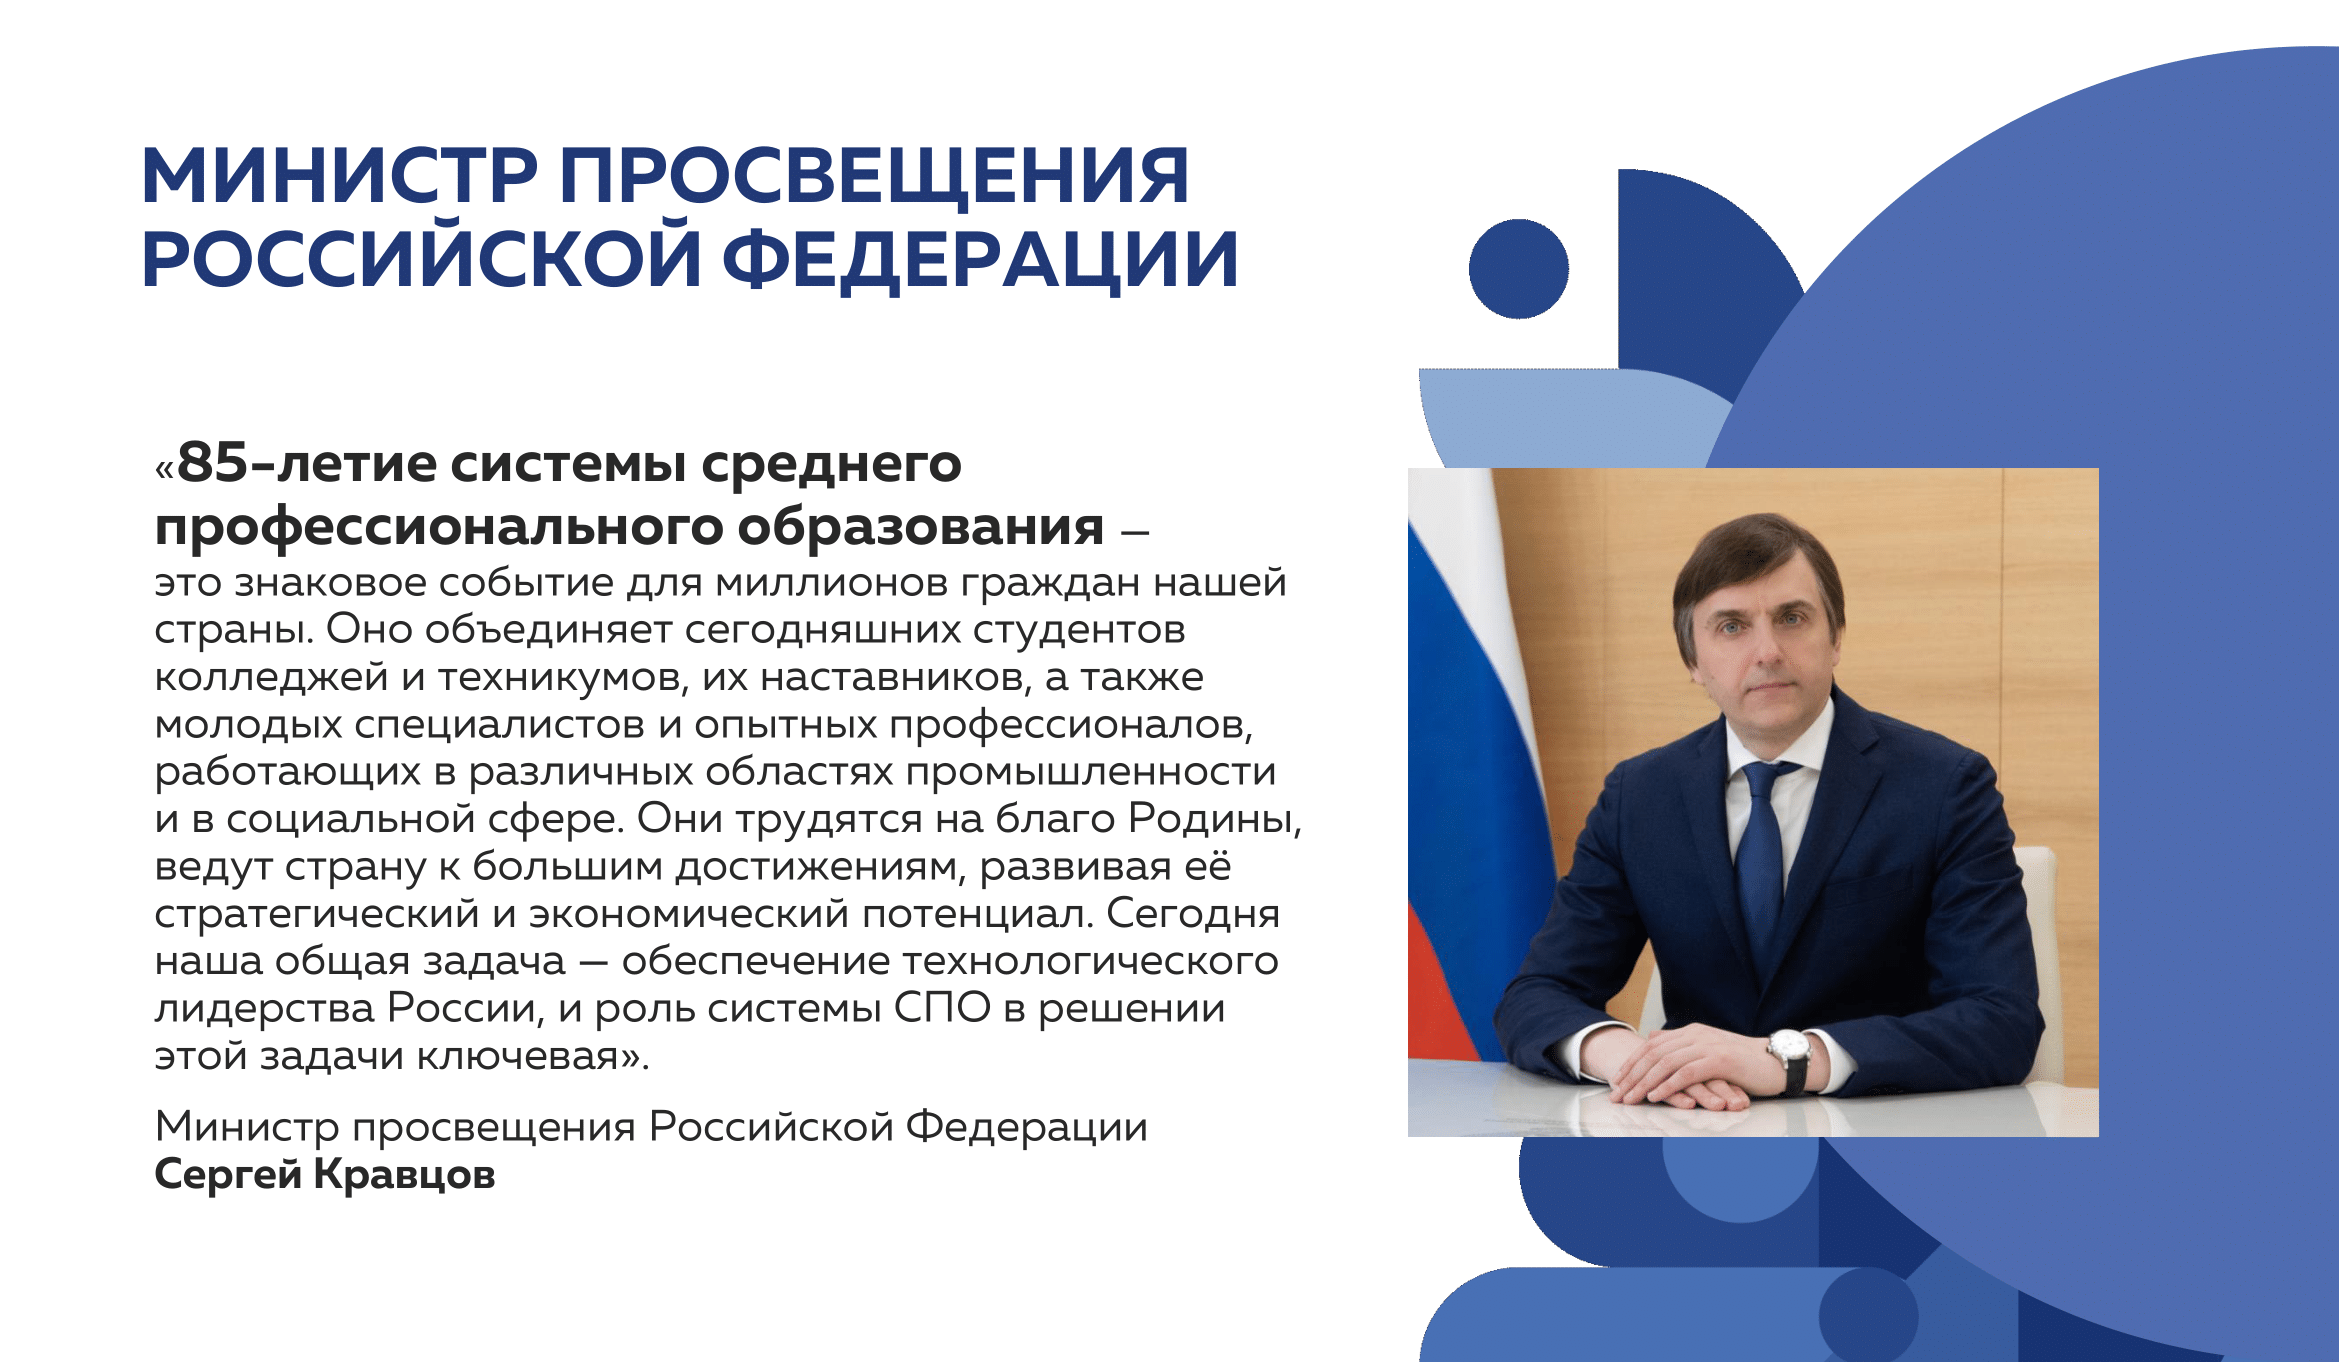 МИНИСТР ПРОСВЕЩЕНИЯ
РОССИЙСКОЙ ФЕДЕРАЦИИ
«85-летие системы среднего
профессионального образования –
это знаковое событие для миллионов граждан нашей
страны. Оно объединяет сегодняшних студентов
колледжей и техникумов, их наставников, а также
молодых специалистов и опытных профессионалов,
работающих в различных областях промышленности
и в социальной сфере. Они трудятся на благо Родины,
ведут страну к большим достижениям, развивая её
стратегический и экономический потенциал. Сегодня
наша общая задача — обеспечение технологического
лидерства России, и роль системы СПО в решении
этой задачи ключевая».
Министр просвещения Российской Федерации
Сергей Кравцов